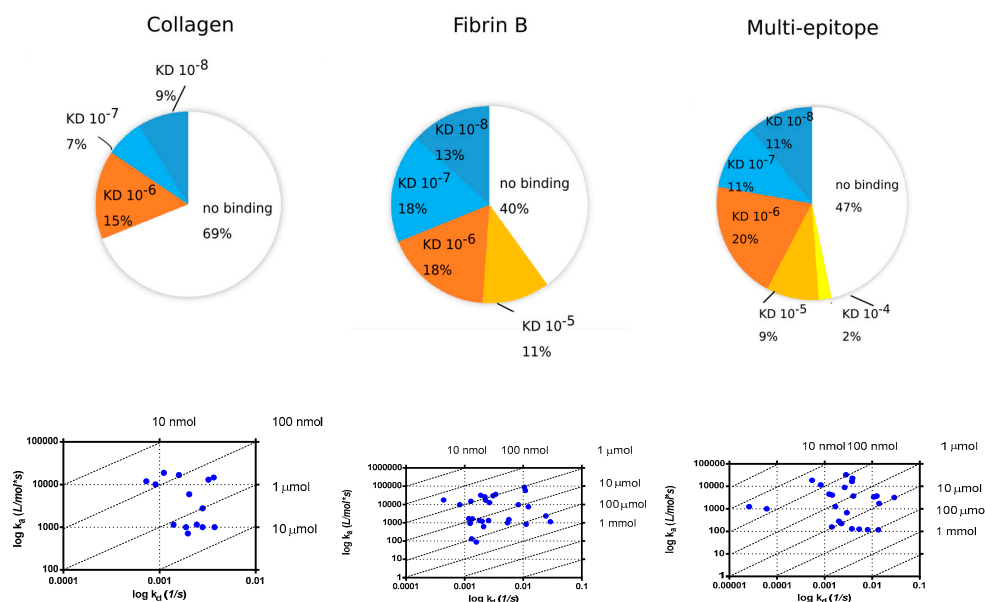 Collagen
Fibrin B
Multi-epitope
KD 10-8
9%
KD 10-7
7%
KD 10-6
15%
no binding
69%
KD 10-8
13%
KD 10-7
18%
KD 10-6
18%
no binding
40%
KD 10-5
11%
KD 10-8
11%
KD 10-7
11%
KD 10-6
20%
no binding
47%
KD 10-5
9%
KD 10-4
2%
10 nmol
100 nmol
1 µmol
10 µmol
100000
10000
1000
100
0.0001
0.001
0.01
log ka (L/mol*s)
log kd (1/s)
10 nmol
100 nmol
1 µmol
10 µmol
100 µmol
1 mmol
1000000
100000
10000
1000
100
10
1
0.0001
0.001
0.01
0.1
log ka (L/mol*s)
log kd (1/s)
10 nmol
100 nmol
1 µmol
10 µmol
100 µmo
1 mmol
100000
10000
1000
100
10
1
0.00001
0.0001
0.001
0.01
0.1
log ka (L/mol*s)
log kd (1/s)